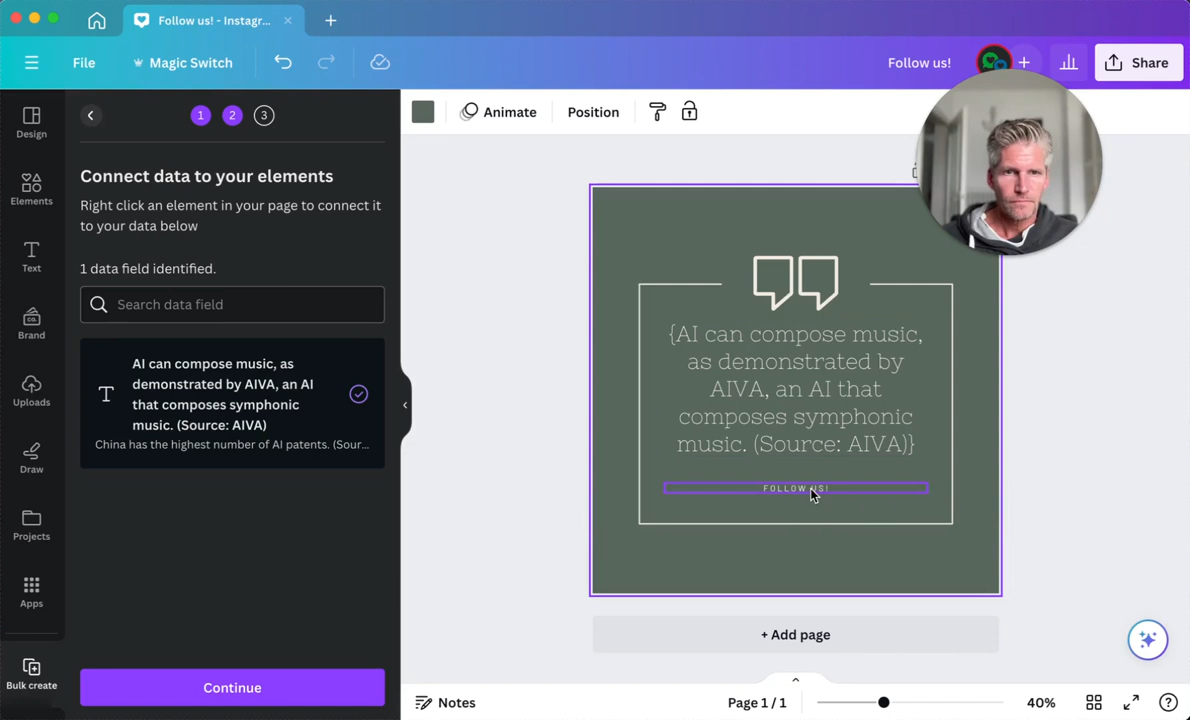 Follow us! - Instagr...
File
Magic Switch
Follow us!
Share
Design
Elements
Text
Brand
Uploads
Draw
Projects
Apps
Bulk create
1 2 3
Connect data to your elements
Right click an element in your page to connect it
to your data below
1 data field identified.
Search data field
AI can compose music, as
demonstrated by AIVA, an AI
that composes symphonic
music. (Source: AIVA)
China has the highest number of AI patents. (Sour...
Continue
Animate
Position
{AI can compose music,
as demonstrated by
AIVA, an AI that
composes symphonic
music. (Source: AIVA)}
FOLLOW US!
+ Add page
Notes
Page 1 / 1
40%